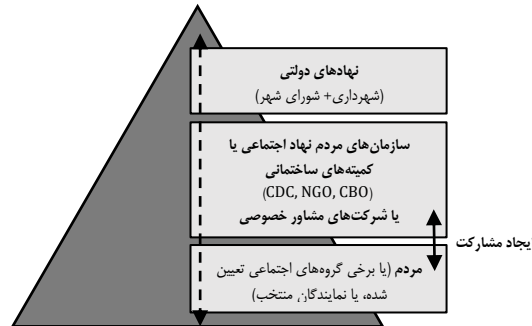 نهادهای دولتی
(شهرداری+ شورای شهر)
سازمان‌های مردم نهاد اجتماعی یا
کمیته‌های ساختمانی
(CDC, NGO, CBO)
یا شرکت‌های مشاور خصوصی
ایجاد مشارکت
مردم (یا برخی گروه‌های اجتماعی تعیین
شده، یا نمایندگان منتخب)